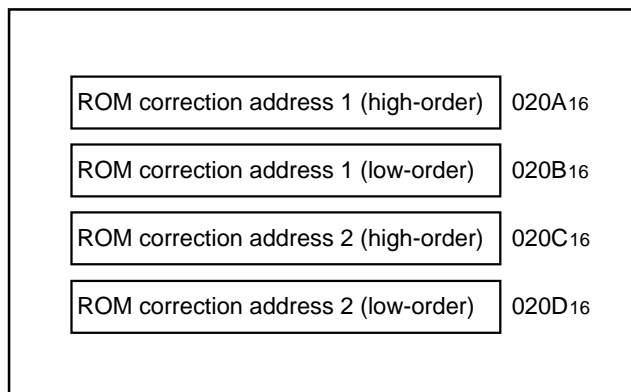 ROM correction address 1 (high-order) 020A16
ROM correction address 1 (low-order) 020B16
ROM correction address 2 (high-order) 020C16
ROM correction address 2 (low-order) 020D16